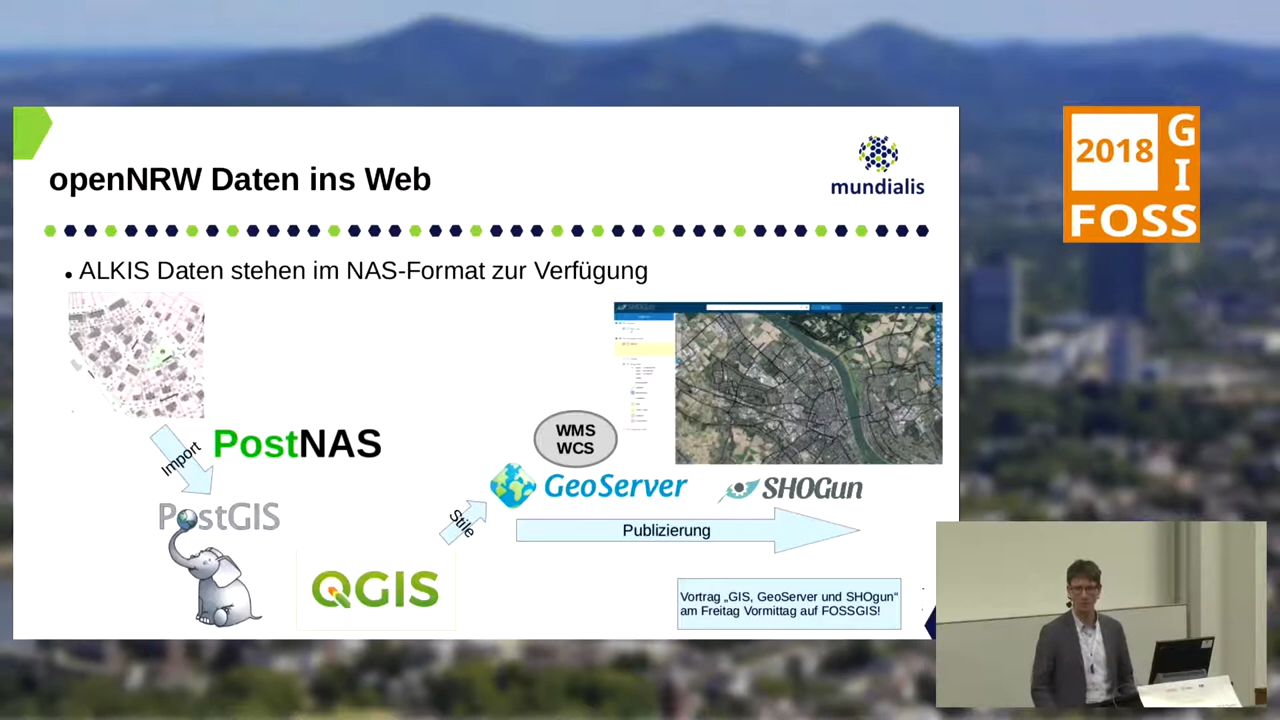 openNRW Daten ins Web
mundialis
• ALKIS Daten stehen im NAS-Format zur Verfügung
SHOGun
Import
PostNAS
PostGIS
QGIS
Stile
WMS
WCS
GeoServer
SHOGun
Publizierung
Vortrag „GIS, GeoServer und SHOgun“
am Freitag Vormittag auf FOSSGIS!
2018
G
I
FOSS